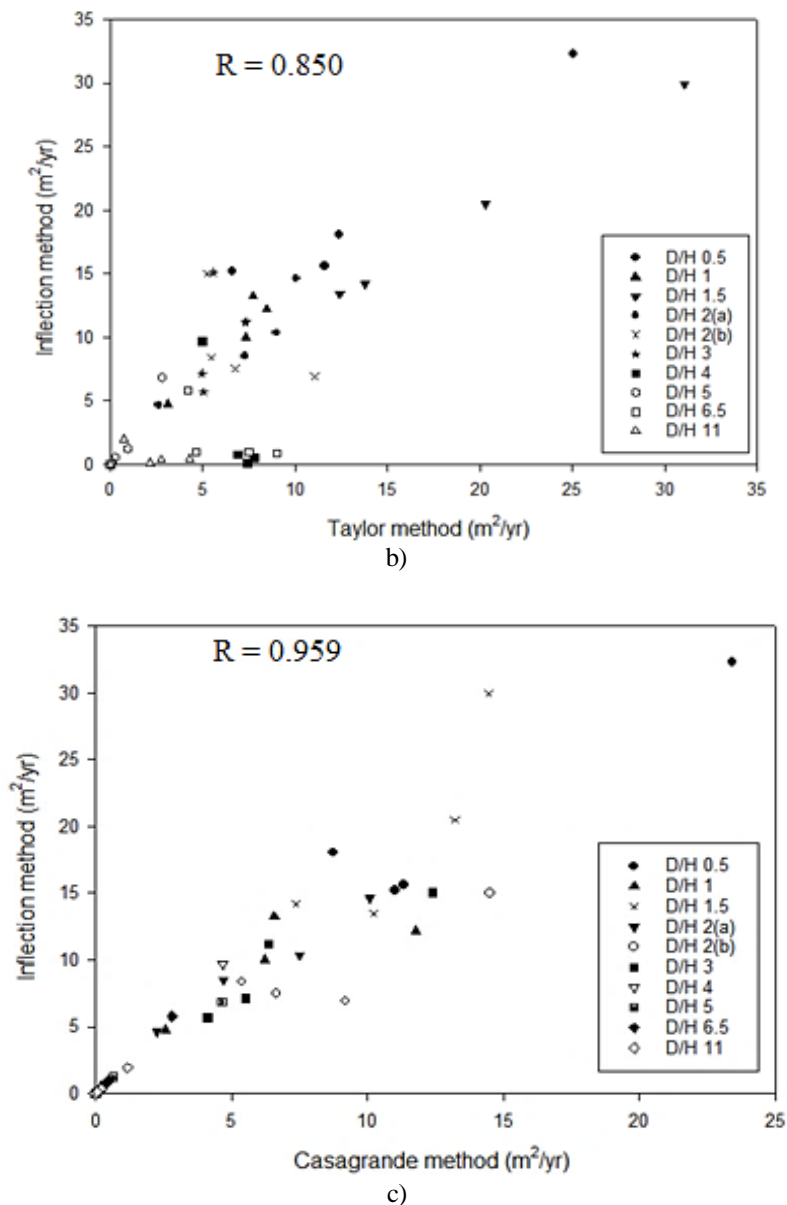 R = 0.850
35
30
25
20
15
10
5
0
Inflection method (m²/yr)
D/H 0.5
D/H 1
D/H 1.5
D/H 2(a)
D/H 2(b)
D/H 3
D/H 4
D/H 5
D/H 6.5
D/H 11
0 5 10 15 20 25 30 35
Taylor method (m²/yr)
b)
R = 0.959
35
30
25
20
15
10
5
0
Inflection method (m²/yr)
D/H 0.5
D/H 1
D/H 1.5
D/H 2(a)
D/H 2(b)
D/H 3
D/H 4
D/H 5
D/H 6.5
D/H 11
0 5 10 15 20 25
Casagrande method (m²/yr)
c)